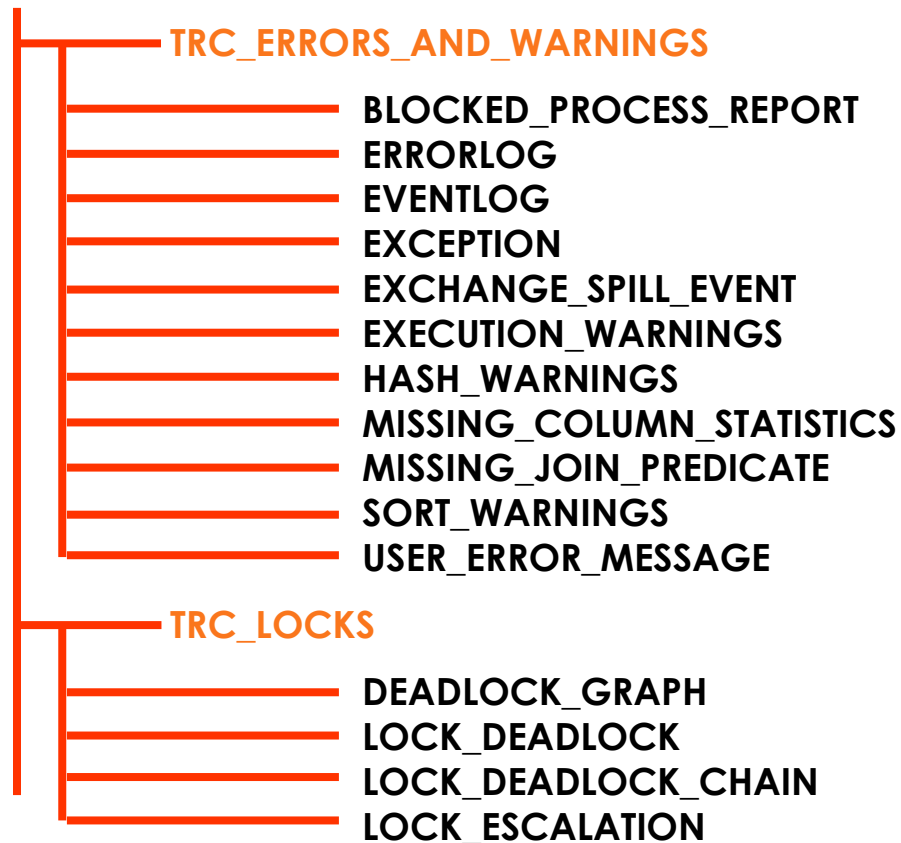 TRC_ERRORS_AND_WARNINGS
BLOCKED_PROCESS_REPORT
ERRORLOG
EVENTLOG
EXCEPTION
EXCHANGE_SPILL_EVENT
EXECUTION_WARNINGS
HASH_WARNINGS
MISSING_COLUMN_STATISTICS
MISSING_JOIN_PREDICATE
SORT_WARNINGS
USER_ERROR_MESSAGE
TRC_LOCKS
DEADLOCK_GRAPH
LOCK_DEADLOCK
LOCK_DEADLOCK_CHAIN
LOCK_ESCALATION